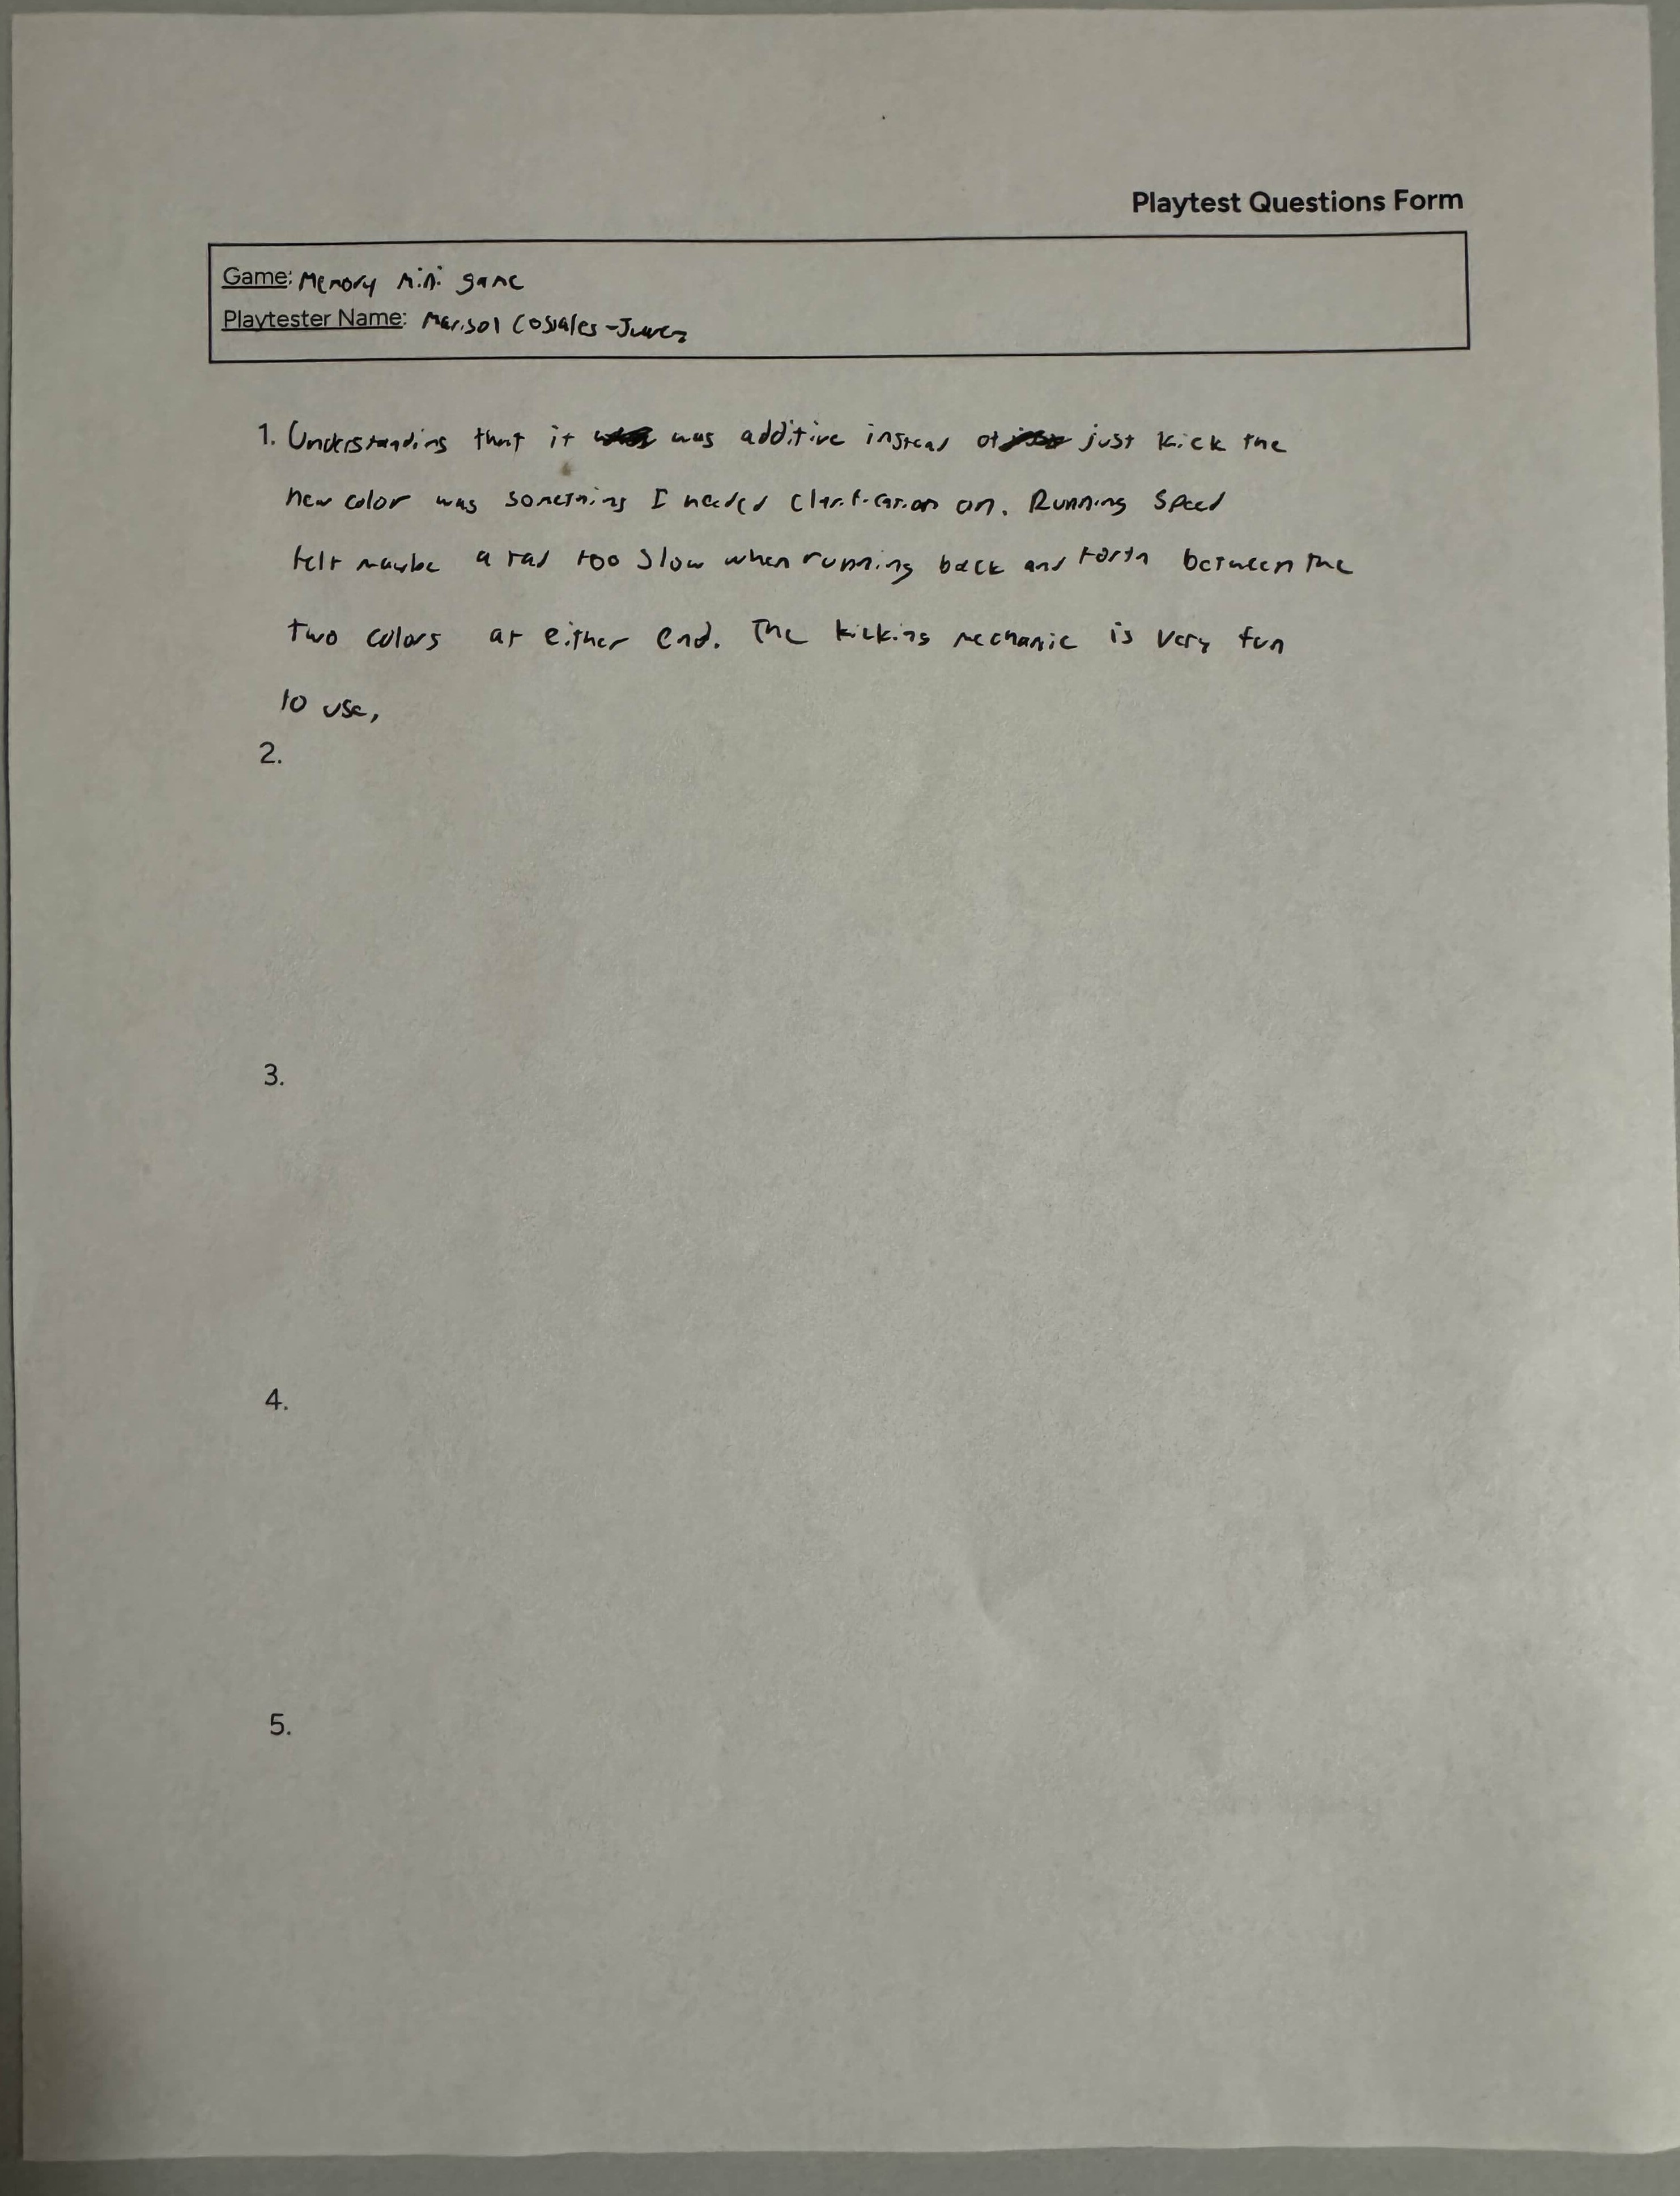 Playtest Questions Form
Game: Memory mini game
Playtester Name: Marisol
1. Understanding that it was additive instead of just kick the
new color was something I needed clarification on. Running speed
felt maybe a tad too slow when running back and forth between the
two colors at either end. The kicking mechanic is very fun
to use,
2.
3.
4.
5.